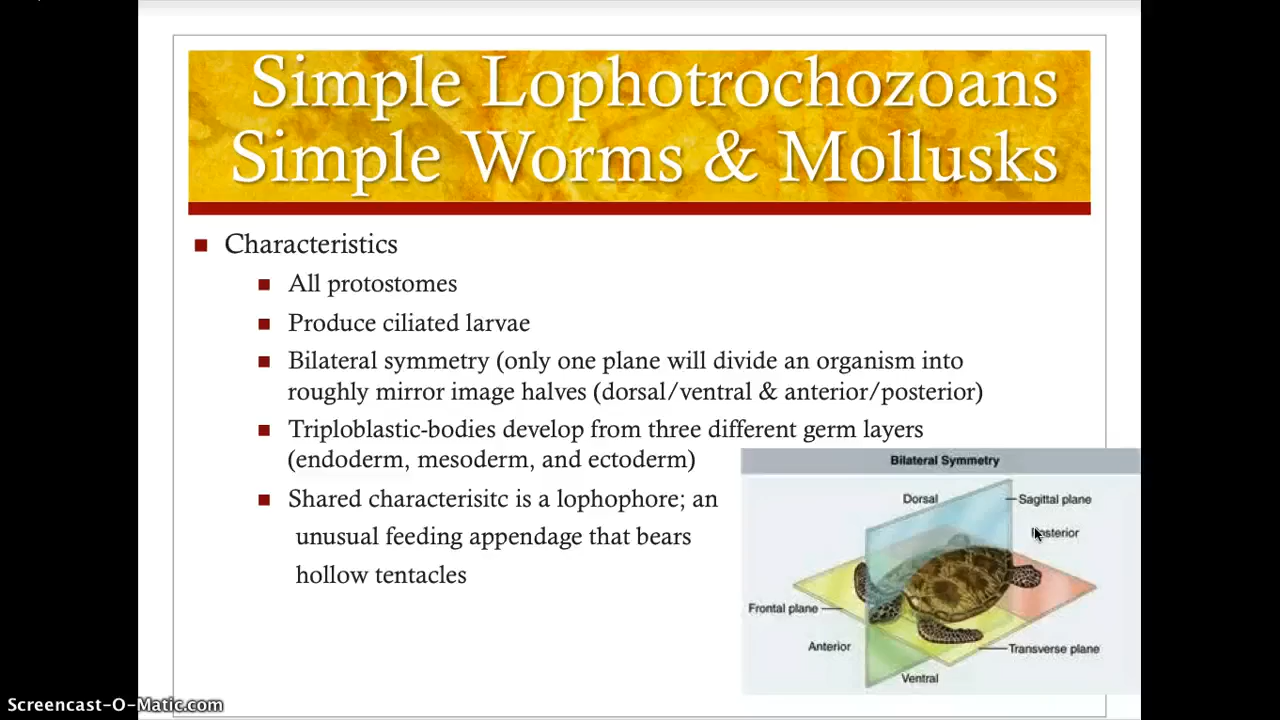 Simple Lophotrochozoans
Simple Worms & Mollusks
Characteristics
All protostomes
Produce ciliated larvae
Bilateral symmetry (only one plane will divide an organism into
roughly mirror image halves (dorsal/ventral & anterior/posterior)
Triploblastic-bodies develop from three different germ layers
(endoderm, mesoderm, and ectoderm)
Shared characterisitc is a lophophore; an
unusual feeding appendage that bears
hollow tentacles
Bilateral Symmetry
Dorsal
Sagittal plane
Posterior
Frontal plane
Anterior
Transverse plane
Ventral
Screencast-O-Matic.com